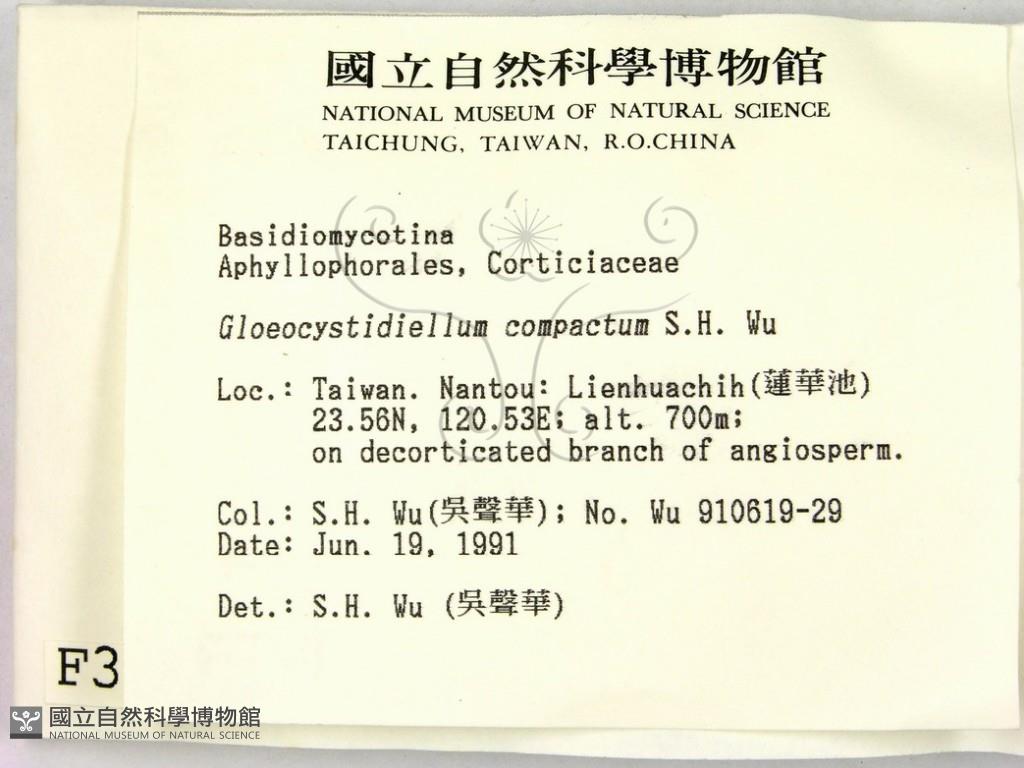 國立自然科學博物館
NATIONAL MUSEUM OF NATURAL SCIENCE
TAICHUNG, TAIWAN, R.O.CHINA
Basidiomycotina
Aphyllophorales, Corticiaceae
Gloeocystidiellum compactum S.H. Wu
Loc.: Taiwan. Nantou: Lienhuachih(蓮華池)
23.56N, 120.53E; alt. 700m;
on decorticated branch of angiosperm.
Col.: S.H. Wu(吳聲華); No. Wu 910619-29
Date: Jun. 19, 1991
Det.: S.H. Wu (吳聲華)
F3
國立自然科學博物館
NATIONAL MUSEUM OF NATURAL SCIENCE